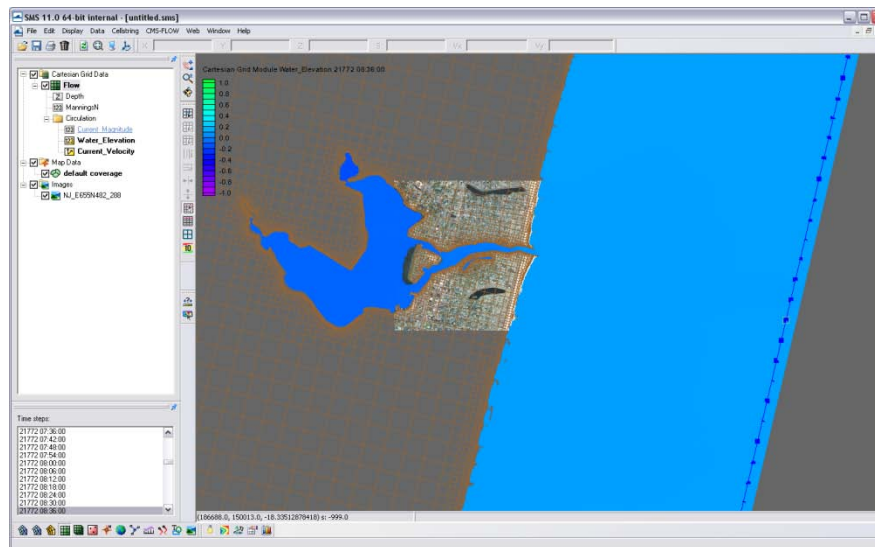 SMS 11.0 64-bit internal - [untitled.sms]
File Edit Display Data Cellstring CMS-FLOW Web Window Help
X: Y: Z: S: Vx: Vy:
Cartesian Grid Data
Flow
Depth
ManningsN
Circulation
Current_Magnitude
Water_Elevation
Current_Velocity
Map Data
default coverage
Images
NJ_E655N482_288
Cartesian Grid Module Water_Elevation 21772 08:36:00
1.0
0.8
0.6
0.4
0.2
0.0
-0.2
-0.4
-0.6
-0.8
-1.0
Time steps:
21772 07:36:00
21772 07:42:00
21772 07:48:00
21772 07:54:00
21772 08:00:00
21772 08:06:00
21772 08:12:00
21772 08:18:00
21772 08:24:00
21772 08:30:00
21772 08:36:00
(186688.0, 150013.0, -18.33512878418) s: -999.0